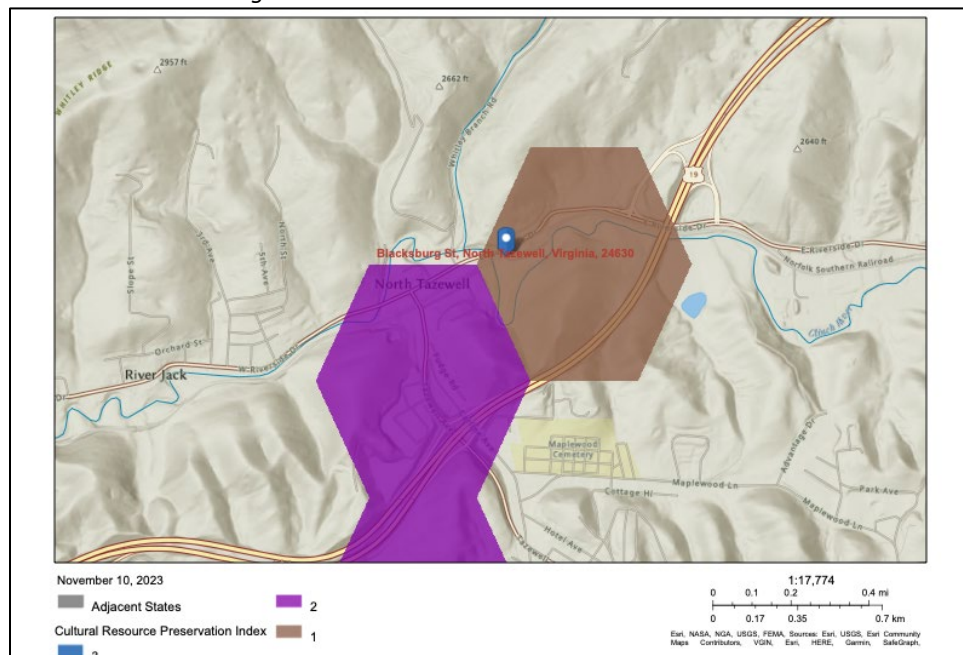 2957 ft
WHITLEY RIDGE
2662 ft
Whitley Branch Rd
2640 ft
19
E Riverside Dr
E Riverside Dr
Norfolk Southern Railroad
Blacksburg St, North Tazewell, Virginia, 24630
North Tazewell
3rd Ave
5th Ave
North St
Slope St
Orchard St
W Riverside Dr
River Jack
Dr
Clinch River
Maplewood
Cemetery
Maplewood Ln
Cottage Hl
Advantage Dr
Park Ave
Maplewood Ln
Hotel Ave
November 10, 2023
Adjacent States
2
Cultural Resource Preservation Index
1
1:17,774
0 0.1 0.2 0.4 mi
0 0.17 0.35 0.7 km
Esri, NASA, NGA, USGS, FEMA, Sources: Esri, USGS, Esri Community
Maps Contributors, VGIN, Esri, HERE, Garmin, SafeGraph,